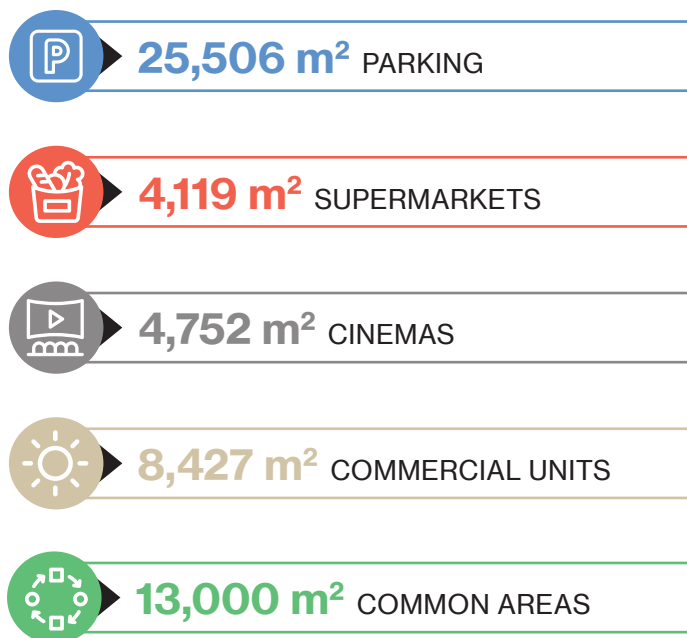 P
25,506 m² PARKING
4,119 m² SUPERMARKETS
4,752 m² CINEMAS
8,427 m² COMMERCIAL UNITS
13,000 m² COMMON AREAS